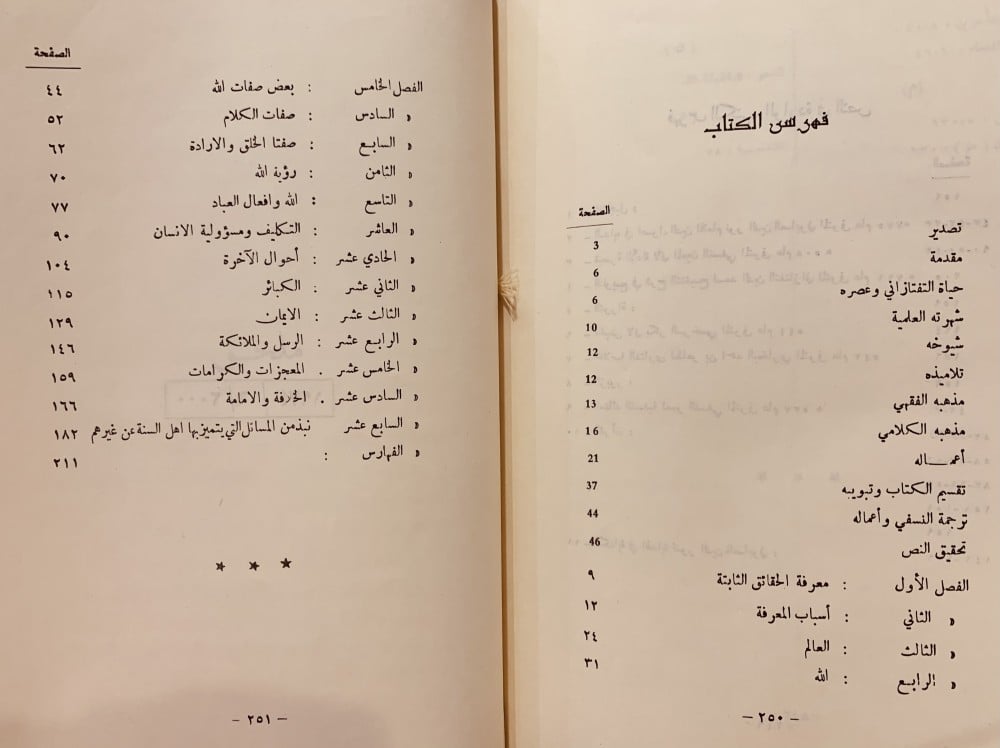 فهرس الكتاب
الصفحة
تصدير 3
مقدمة 6
حياة التفتازاني وعصره 6
شهرته العلمية 10
شيوخه 12
تلاميذه 12
مذهبه الفقهي 13
مذهبه الكلامي 16
أعمـــاله 21
تقسيم الكتاب وتبويبه 37
ترجمة النسفي وأعماله 44
تحقيق النص 46
الفصل الأول : معرفة الحقائق الثابتة ٩
» الثاني : أسباب المعرفة ١٢
» الثالث : العالم ٢٤
» الرابع : الله ٣١
— ٢٥٠ —
الصفحة
الفصل الخامس : بعض صفات الله ٤٤
» السادس : صفات الكلام ٥٢
» السابع : صفتا الخلق والارادة ٦٢
» الثامن : رؤية الله ٧٠
» التاسع : الله وافعال العباد ٧٧
» العاشر : التكليف ومسؤولية الانسان ٩٠
» الحادي عشر : أحوال الآخرة ١٠٤
» الثاني عشر : الكبائر ١١٥
» الثالث عشر : الايمان ١٢٩
» الرابع عشر : الرسل والملائكة ١٤٦
» الخامس عشر . المعجزات والكرامات ١٥٩
» السادس عشر . الخلافة والامامة ١٦٦
» السابع عشر نبذ من المسائل التي يتميز بها اهل السنة عن غيرهم ١٨٢
» الفهارس : ٢١١
* * *
— ٢٥١ —